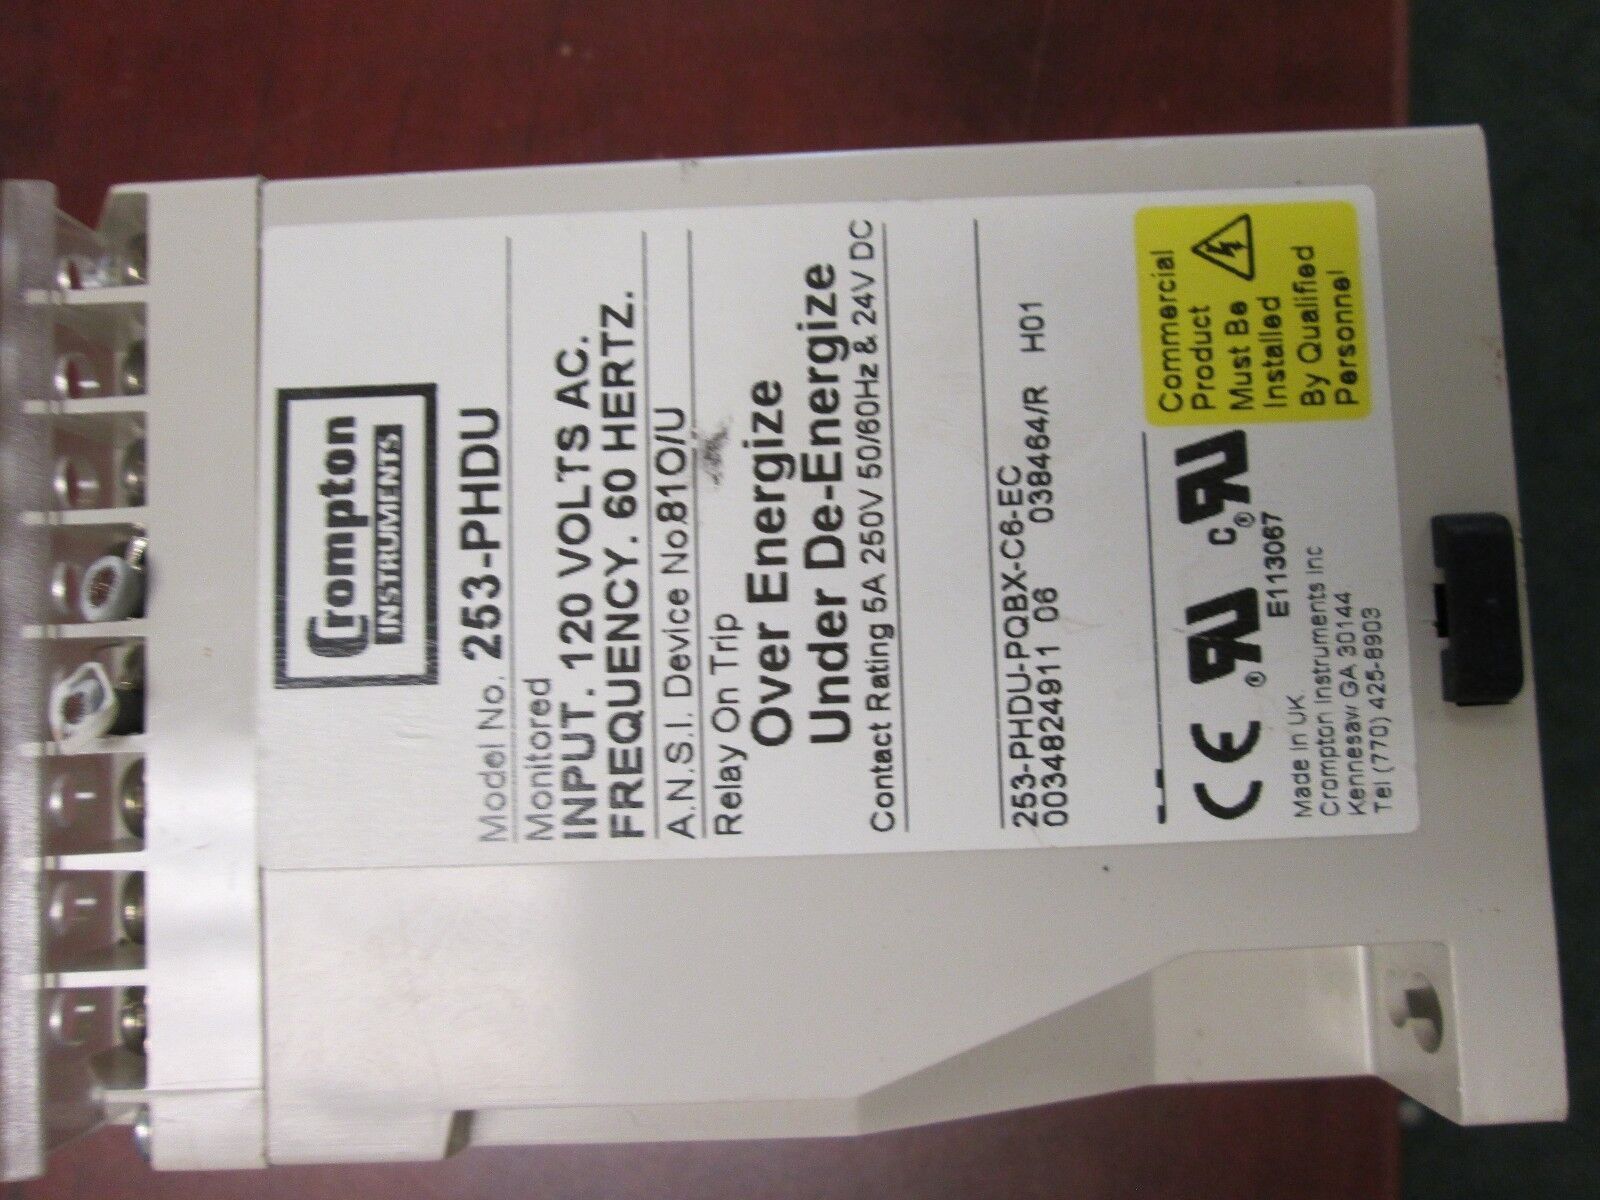 Crompton
INSTRUMENTS
Model No. 253-PHDU
Monitored
INPUT. 120 VOLTS AC.
FREQUENCY. 60 HERTZ.
A.N.S.I. Device No.81O/U
Relay On Trip
Over Energize
Under De-Energize
Contact Rating 5A 250V 50/60Hz & 24V DC
253-PHDU-PQBX-C6-EC
0034824911 06 038464/R H01
CE
E113067
Made In UK
Crompton Instruments Inc
Kennesaw GA 30144
Tel (770) 425-8903
Commercial
Product
Must Be
Installed
By Qualified
Personnel